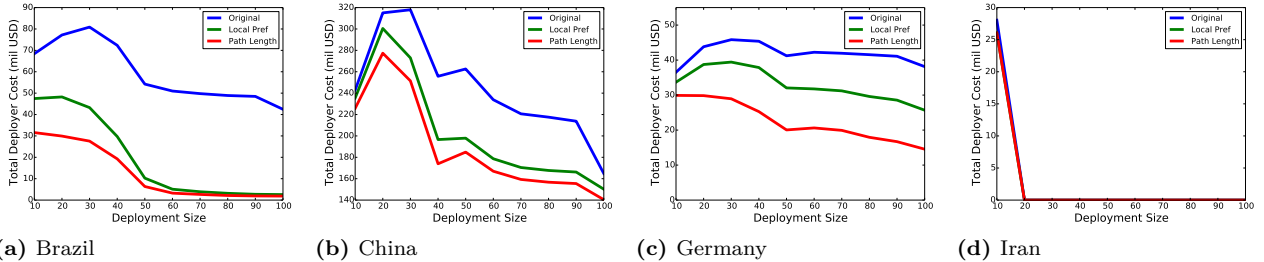 90
80
70
60
50
40
30
20
10
0
Total Deployer Cost (mil USD)
Original
Local Pref
Path Length
10 20 30 40 50 60 70 80 90 100
Deployment Size
(a) Brazil
320
300
280
260
240
220
200
180
160
140
Total Deployer Cost (mil USD)
Original
Local Pref
Path Length
10 20 30 40 50 60 70 80 90 100
Deployment Size
(b) China
50
40
30
20
10
0
Total Deployer Cost (mil USD)
Original
Local Pref
Path Length
10 20 30 40 50 60 70 80 90 100
Deployment Size
(c) Germany
30
25
20
15
10
5
0
Total Deployer Cost (mil USD)
Original
Local Pref
Path Length
10 20 30 40 50 60 70 80 90 100
Deployment Size
(d) Iran